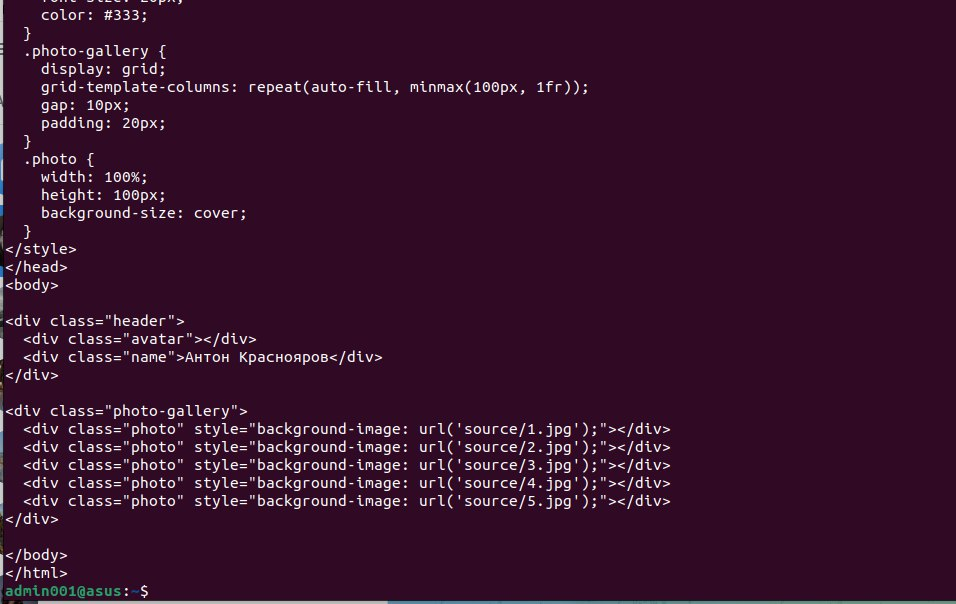 color: #333;
}
.photo-gallery {
display: grid;
grid-template-columns: repeat(auto-fill, minmax(100px, 1fr));
gap: 10px;
padding: 20px;
}
.photo {
width: 100%;
height: 100px;
background-size: cover;
}
</style>
</head>
<body>
<div class="header">
<div class="avatar"></div>
<div class="name">Антон Краснояров</div>
</div>
<div class="photo-gallery">
<div class="photo" style="background-image: url('source/1.jpg');"></div>
<div class="photo" style="background-image: url('source/2.jpg');"></div>
<div class="photo" style="background-image: url('source/3.jpg');"></div>
<div class="photo" style="background-image: url('source/4.jpg');"></div>
<div class="photo" style="background-image: url('source/5.jpg');"></div>
</div>
</body>
</html>
admin001@asus:~$